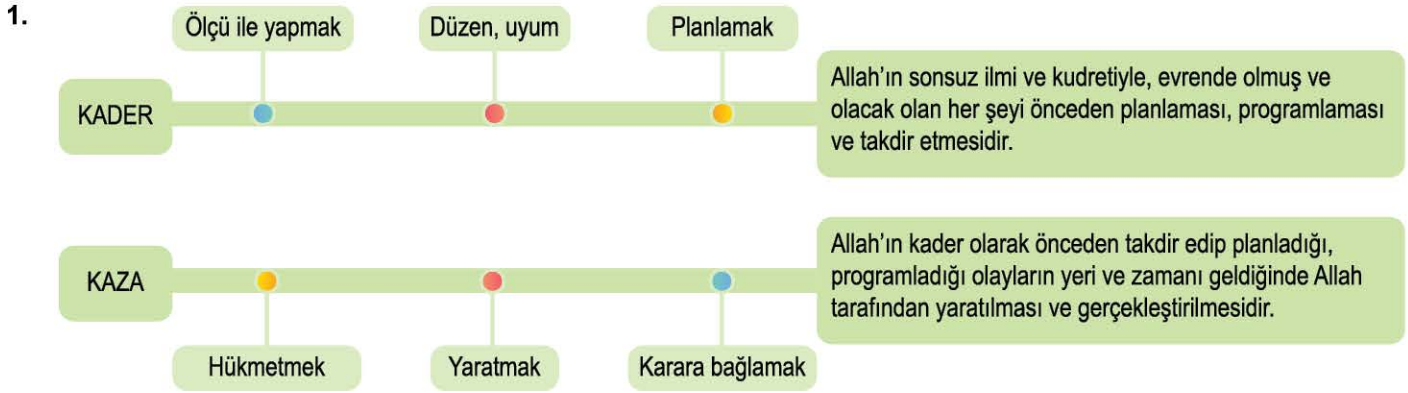 1.
Ölçü ile yapmak
Düzen, uyum
Planlamak
KADER
Allah’ın sonsuz ilmi ve kudretiyle, evrende olmuş ve
olacak olan her şeyi önceden planlaması, programlaması
ve takdir etmesidir.
KAZA
Allah’ın kader olarak önceden takdir edip planladığı,
programladığı olayların yeri ve zamanı geldiğinde Allah
tarafından yaratılması ve gerçekleştirilmesidir.
Hükmetmek
Yaratmak
Karara bağlamak